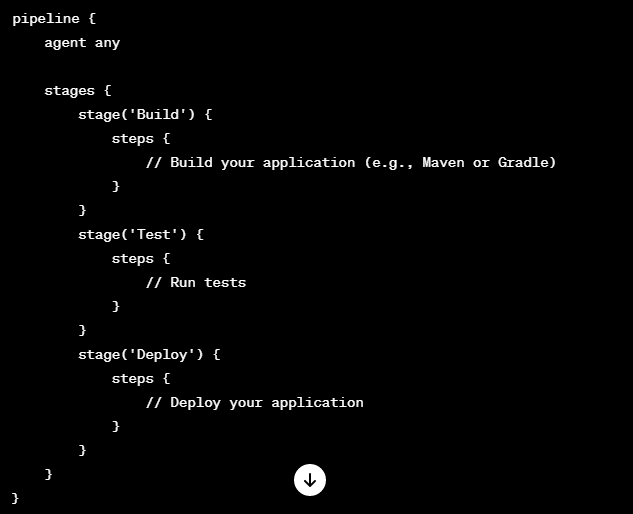 pipeline {
    agent any

    stages {
        stage('Build') {
            steps {
                // Build your application (e.g., Maven or Gradle)
            }
        }
        stage('Test') {
            steps {
                // Run tests
            }
        }
        stage('Deploy') {
            steps {
                // Deploy your application
            }
        }
    }
}